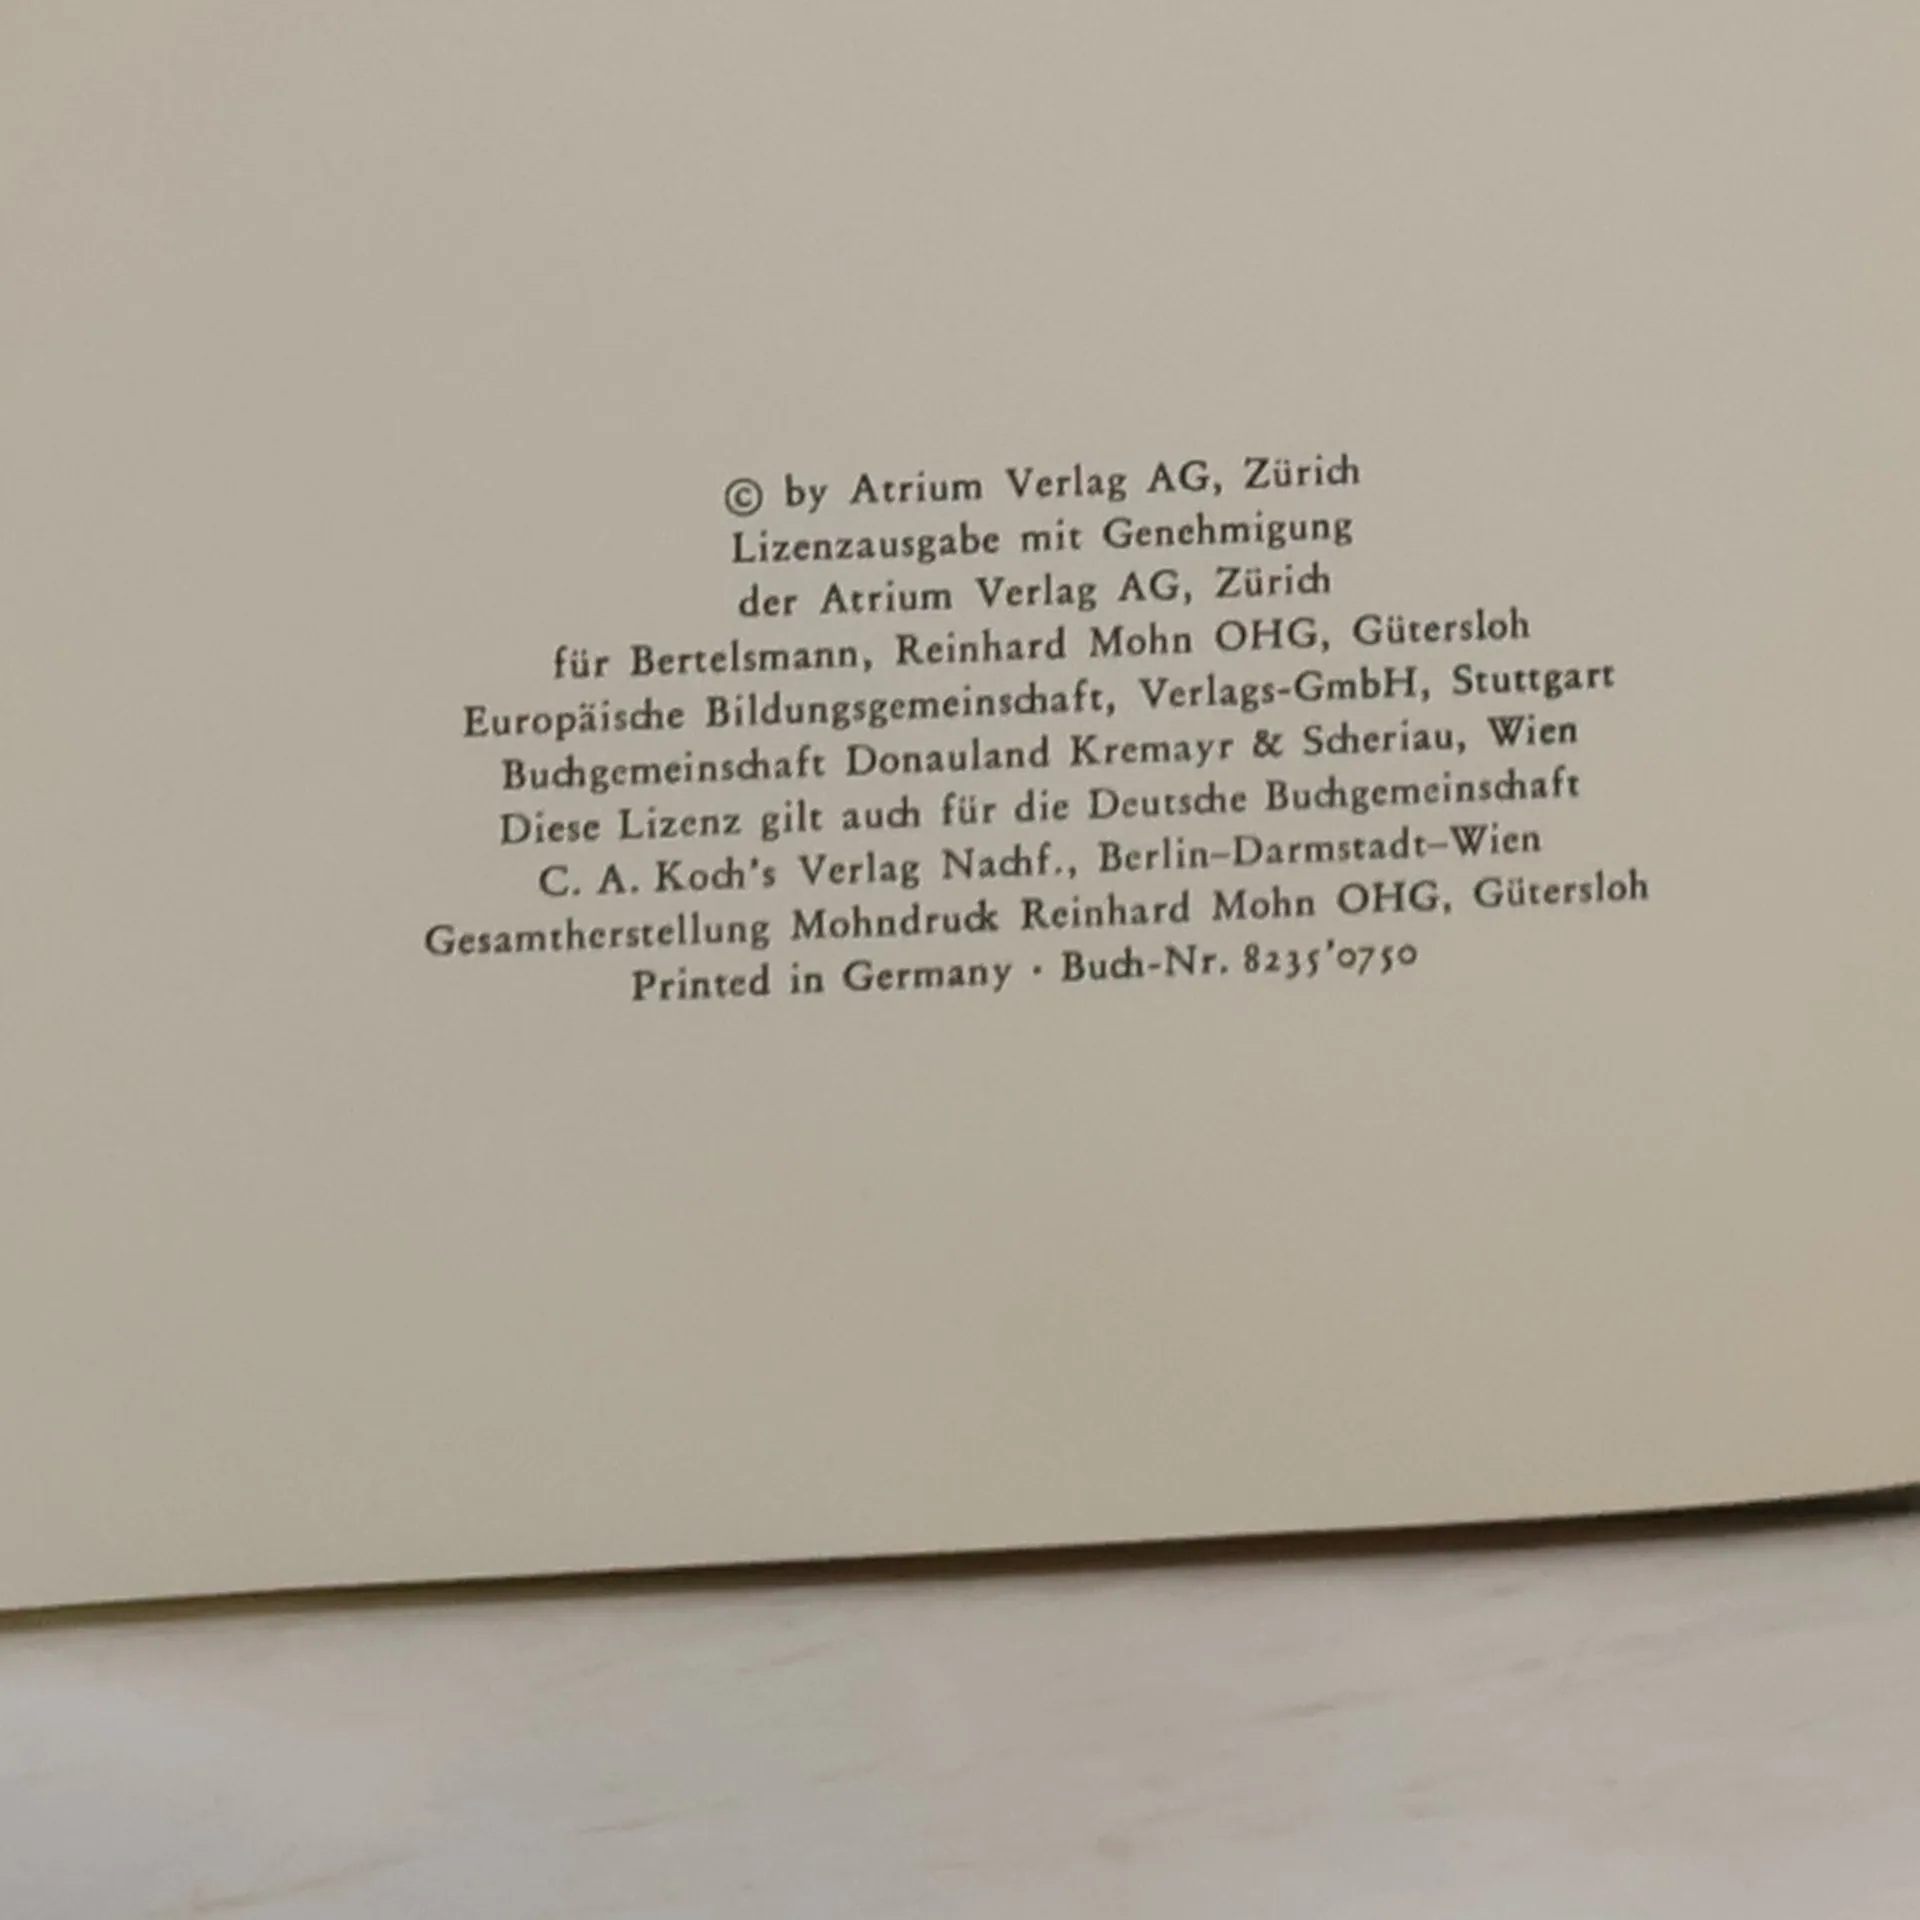 © by Atrium Verlag AG, Zürich
Lizenzausgabe mit Genehmigung
der Atrium Verlag AG, Zürich
für Bertelsmann, Reinhard Mohn OHG, Gütersloh
Europäische Bildungsgemeinschaft, Verlags-GmbH, Stuttgart
Buchgemeinschaft Donauland Kremayr & Scheriau, Wien
Diese Lizenz gilt auch für die Deutsche Buchgemeinschaft
C. A. Koch's Verlag Nachf., Berlin–Darmstadt–Wien
Gesamtherstellung Mohndruck Reinhard Mohn OHG, Gütersloh
Printed in Germany · Buch-Nr. 8235'0750